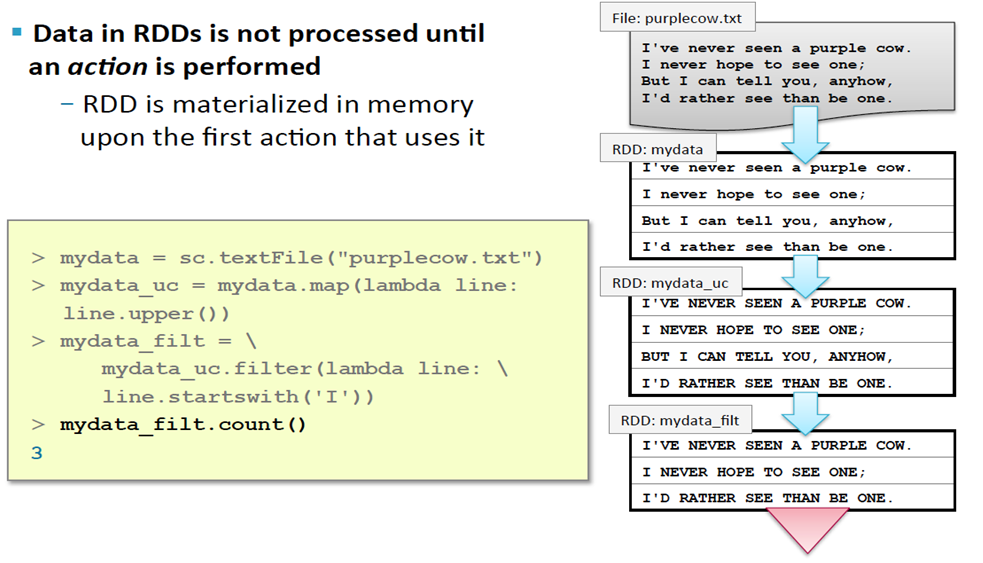 ▪ Data in RDDs is not processed until
an action is performed
– RDD is materialized in memory
upon the first action that uses it
> mydata = sc.textFile("purplecow.txt")
> mydata_uc = mydata.map(lambda line:
line.upper())
> mydata_filt = \
mydata_uc.filter(lambda line: \
line.startswith('I'))
> mydata_filt.count()
3
File: purplecow.txt
I've never seen a purple cow.
I never hope to see one;
But I can tell you, anyhow,
I'd rather see than be one.
RDD: mydata
I've never seen a purple cow.
I never hope to see one;
But I can tell you, anyhow,
I'd rather see than be one.
RDD: mydata_uc
I'VE NEVER SEEN A PURPLE COW.
I NEVER HOPE TO SEE ONE;
BUT I CAN TELL YOU, ANYHOW,
I'D RATHER SEE THAN BE ONE.
RDD: mydata_filt
I'VE NEVER SEEN A PURPLE COW.
I NEVER HOPE TO SEE ONE;
I'D RATHER SEE THAN BE ONE.